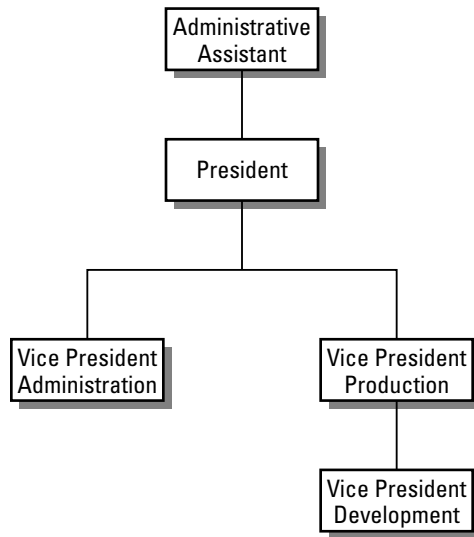 Administrative
Assistant
President
Vice President
Administration
Vice President
Production
Vice President
Development